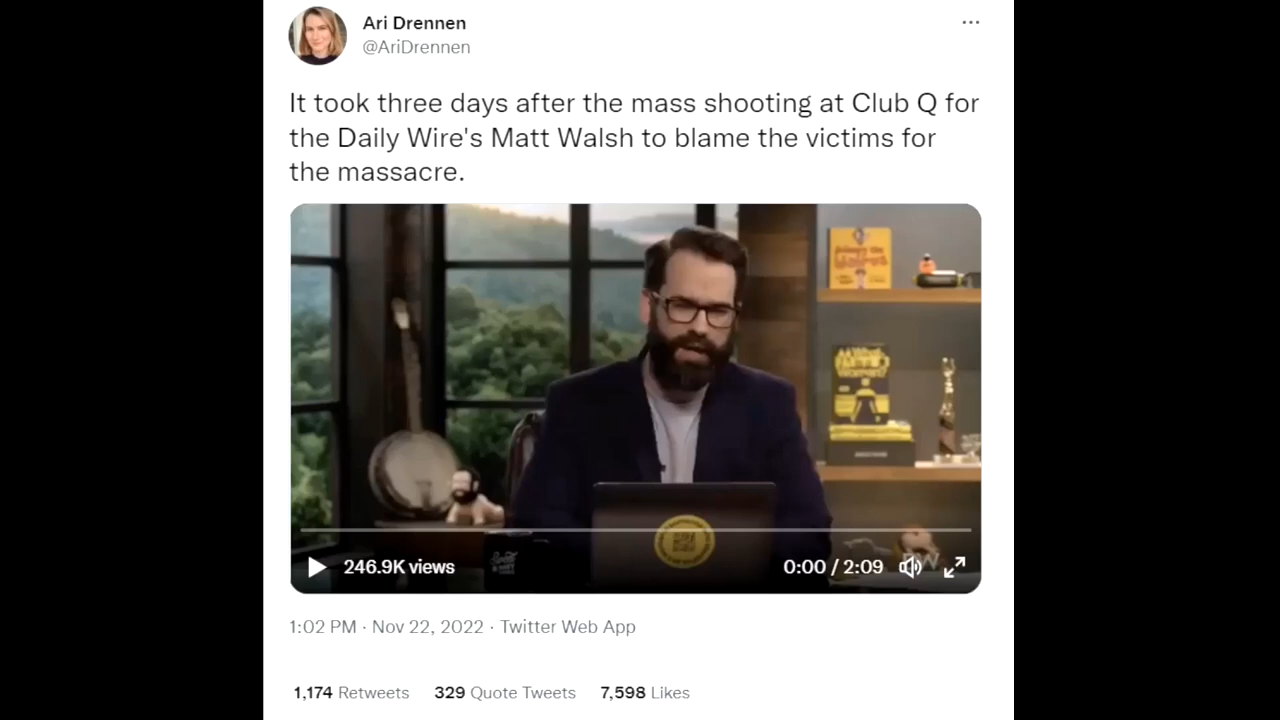 Ari Drennen
@AriDrennen
It took three days after the mass shooting at Club Q for
the Daily Wire's Matt Walsh to blame the victims for
the massacre.
246.9K views
0:00 / 2:09
1:02 PM · Nov 22, 2022 · Twitter Web App
1,174 Retweets 329 Quote Tweets 7,598 Likes